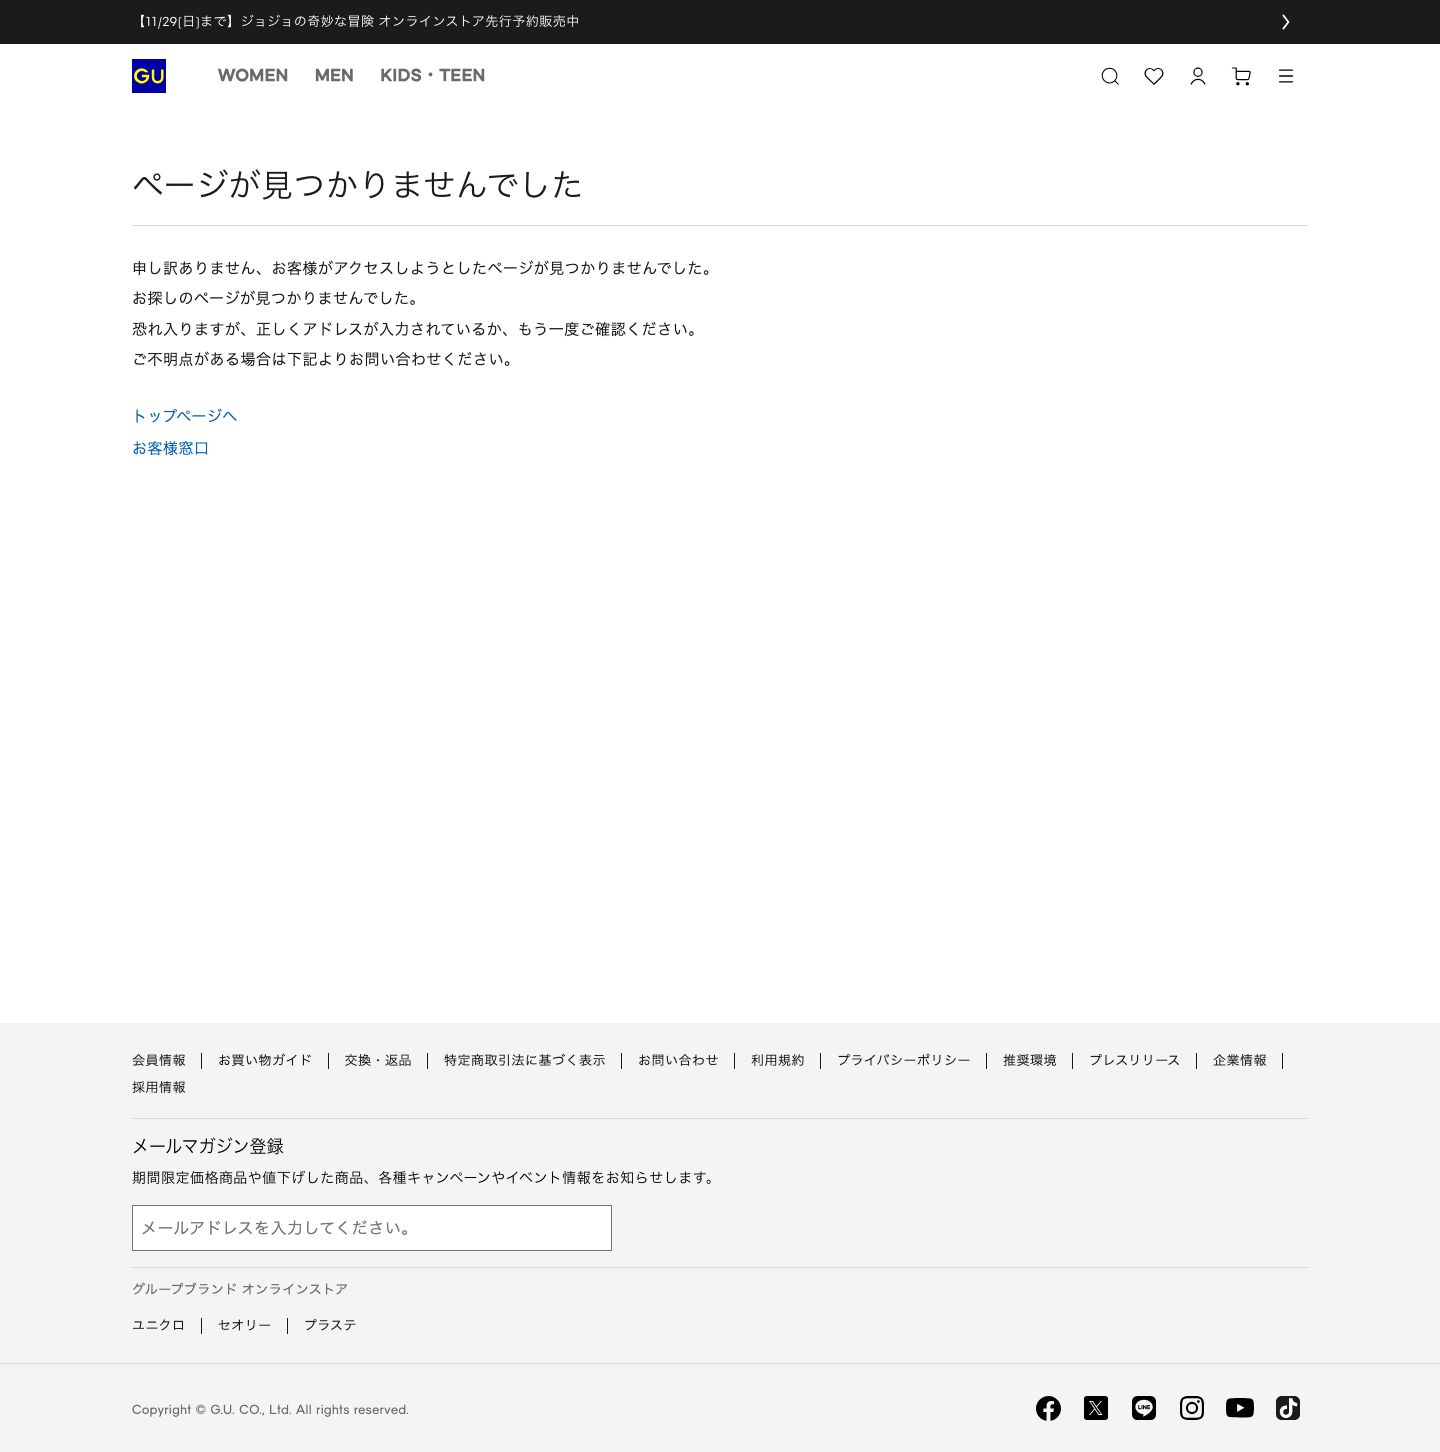 【11/29(日)まで】ジョジョの奇妙な冒険 オンラインストア先行予約販売中
GU
WOMEN MEN KIDS・TEEN
ページが見つかりませんでした
申し訳ありません、お客様がアクセスしようとしたページが見つかりませんでした。
お探しのページが見つかりませんでした。
恐れ入りますが、正しくアドレスが入力されているか、もう一度ご確認ください。
ご不明点がある場合は下記よりお問い合わせください。
トップページへ
お客様窓口
会員情報 お買い物ガイド 交換・返品 特定商取引法に基づく表示 お問い合わせ 利用規約 プライバシーポリシー 推奨環境 プレスリリース 企業情報
採用情報
メールマガジン登録
期間限定価格商品や値下げした商品、各種キャンペーンやイベント情報をお知らせします。
メールアドレスを入力してください。
グループブランド オンラインストア
ユニクロ セオリー プラステ
Copyright © G.U. CO., Ltd. All rights reserved.
LINE